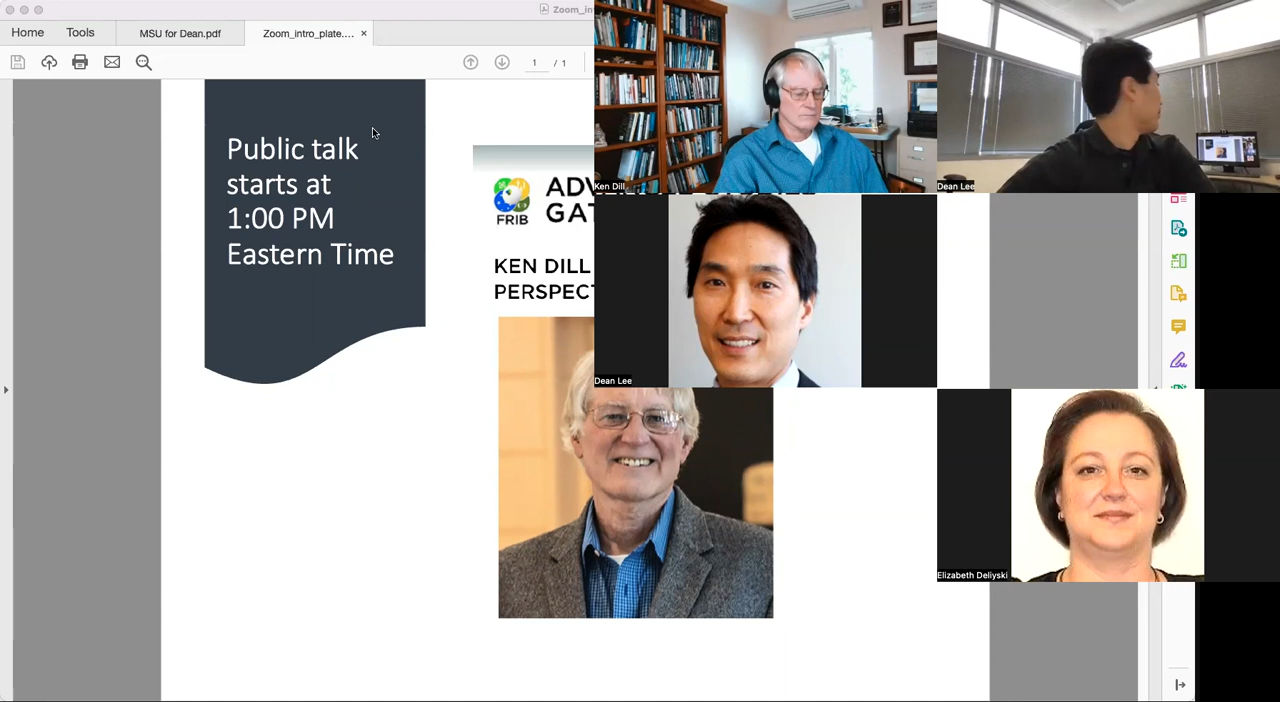 Zoom_in
Home
Tools
MSU for Dean.pdf
Zoom_intro_plate.... ×
1 / 1
Public talk
starts at
1:00 PM
Eastern Time
FRIB
ADV
GAT
KEN DILL
PERSPECT
Ken Dill
Dean Lee
Dean Lee
Elizabeth Deliyski